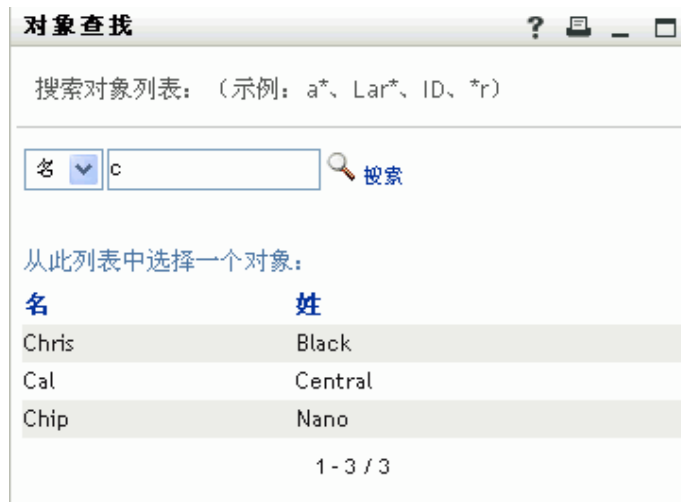 对象查找 ?
搜索对象列表：（示例：a*、Lar*、ID、*r）
名 c 搜索
从此列表中选择一个对象：
名 姓
Chris Black
Cal Central
Chip Nano
1 - 3 / 3